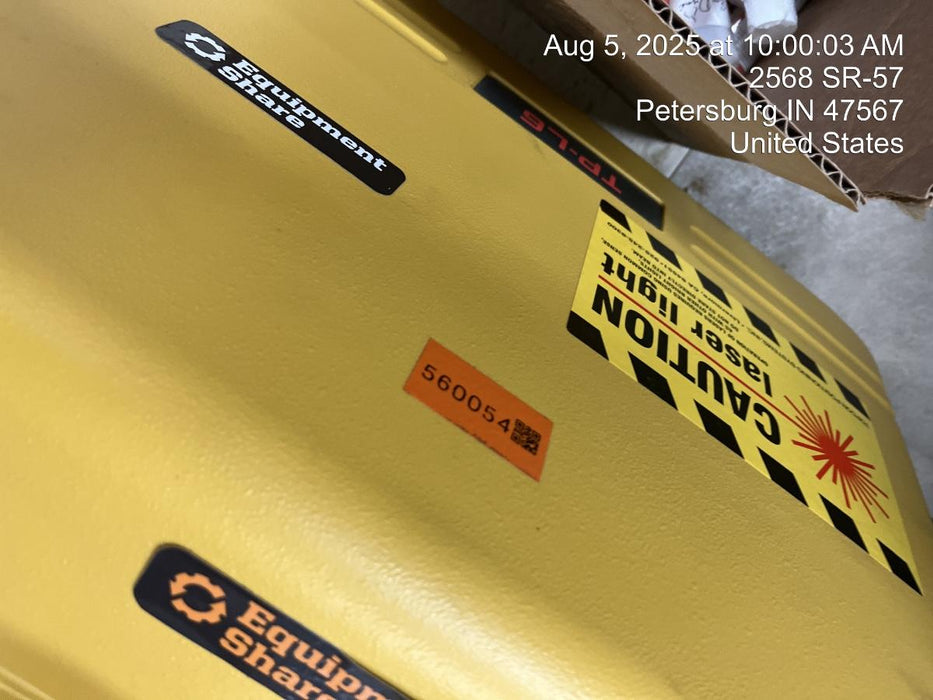 Aug 5, 2025 at 10:00:03 AM
2568 SR-57
Petersburg IN 47567
United States
Equipment
Share
TP-L6
CAUTION
laser light
560054
Equipm
Share